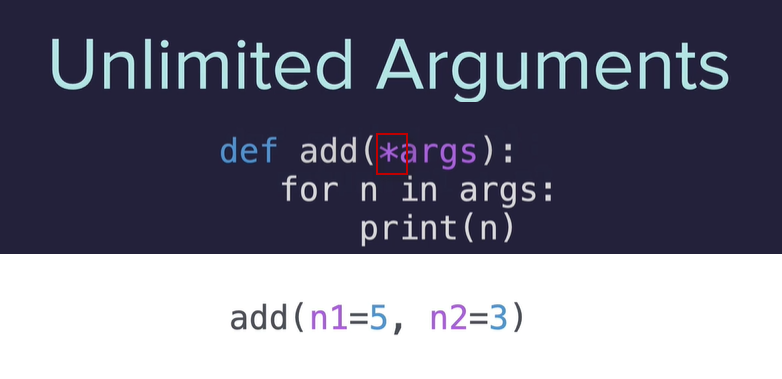 Unlimited Arguments
def add(*args):
for n in args:
print(n)
add(n1=5, n2=3)